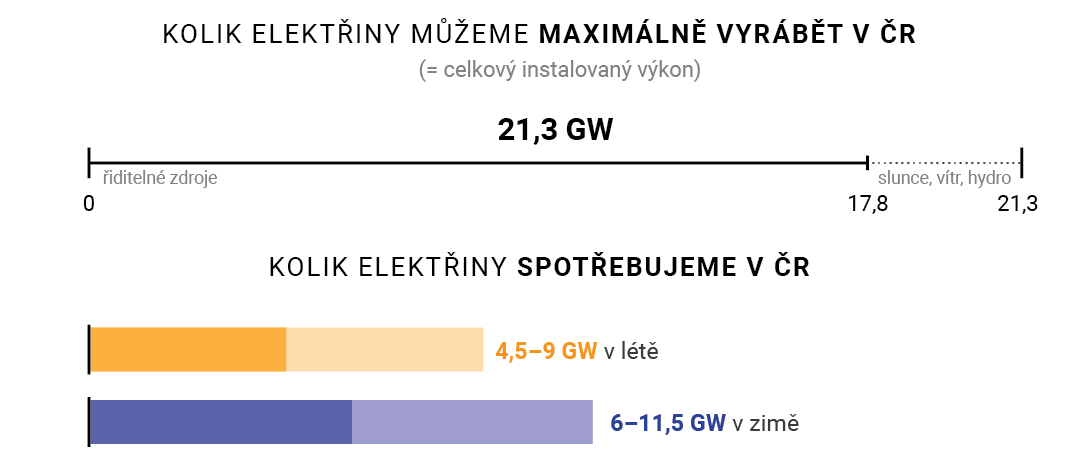 KOLIK ELEKTŘINY MŮŽEME MAXIMÁLNĚ VYRÁBĚT V ČR
(= celkový instalovaný výkon)
21,3 GW
řiditelné zdroje
slunce, vítr, hydro
0
17,8
21,3
KOLIK ELEKTŘINY SPOTŘEBUJEME V ČR
4,5–9 GW v létě
6–11,5 GW v zimě